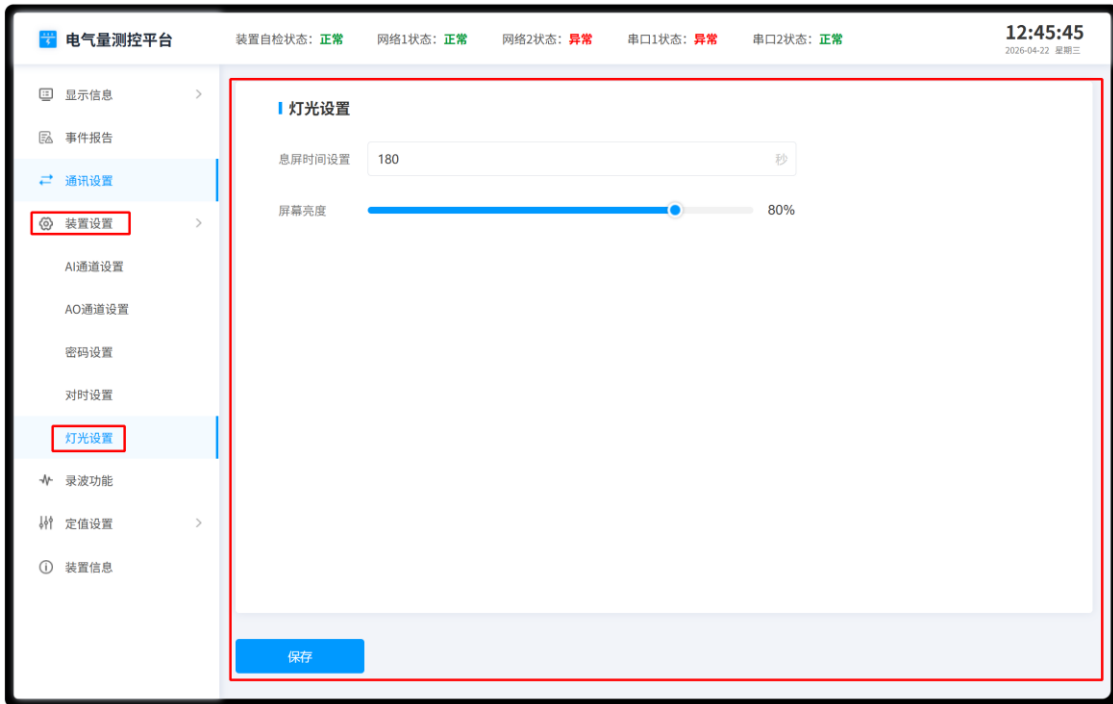 电气量测控平台
装置自检状态：正常 网络1状态：正常 网络2状态：异常 串口1状态：异常 串口2状态：正常
12:45:45
2026-04-22 星期三
显示信息
事件报告
通讯设置
装置设置
AI通道设置
AO通道设置
密码设置
对时设置
灯光设置
录波功能
定值设置
装置信息
灯光设置
息屏时间设置 180 秒
屏幕亮度 80%
保存